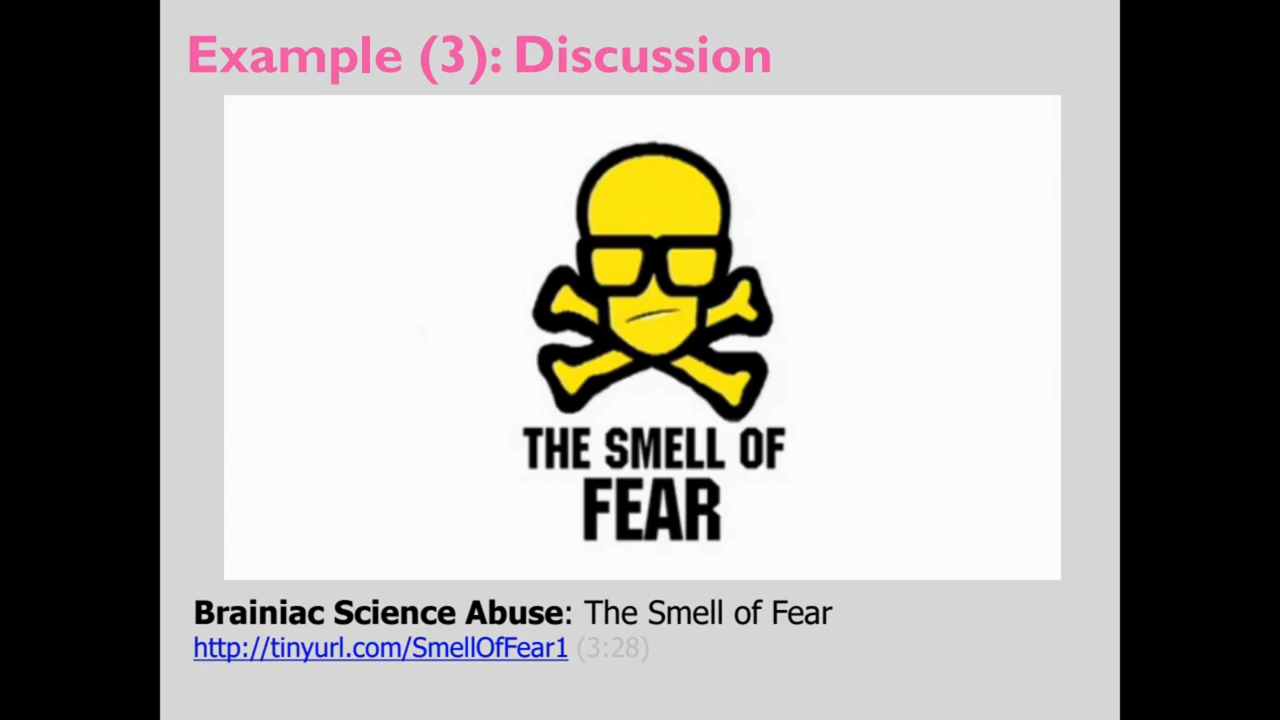 Example (3): Discussion
THE SMELL OF
FEAR
Brainiac Science Abuse: The Smell of Fear
http://tinyurl.com/SmellOfFear1 (3:28)